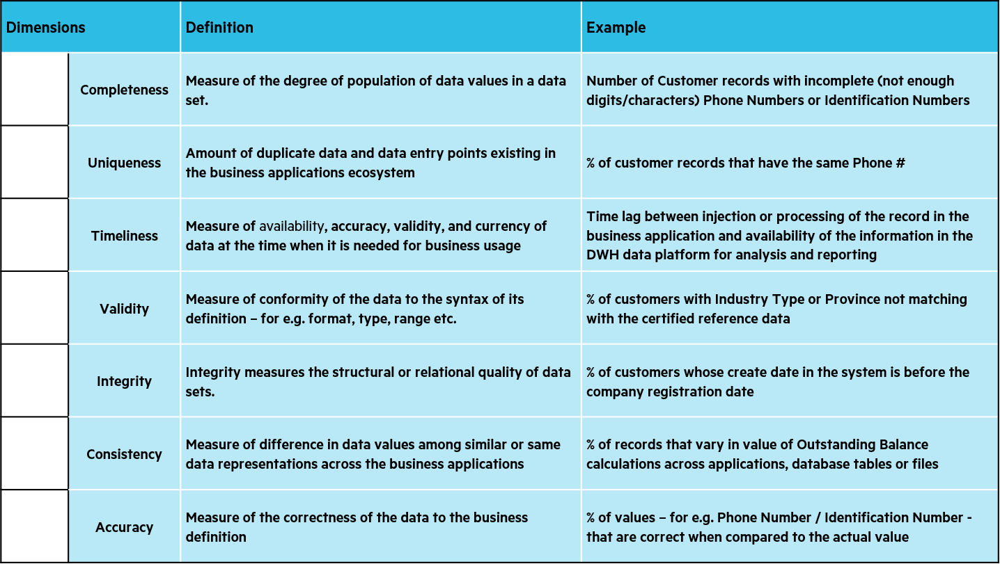 Dimensions
Definition
Example
Completeness
Measure of the degree of population of data values in a data
set.
Number of Customer records with incomplete (not enough
digits/characters) Phone Numbers or Identification Numbers
Uniqueness
Amount of duplicate data and data entry points existing in
the business applications ecosystem
% of customer records that have the same Phone #
Timeliness
Measure of availability, accuracy, validity, and currency of
data at the time when it is needed for business usage
Time lag between injection or processing of the record in the
business application and availability of the information in the
DWH data platform for analysis and reporting
Validity
Measure of conformity of the data to the syntax of its
definition – for e.g. format, type, range etc.
% of customers with Industry Type or Province not matching
with the certified reference data
Integrity
Integrity measures the structural or relational quality of data
sets.
% of customers whose create date in the system is before the
company registration date
Consistency
Measure of difference in data values among similar or same
data representations across the business applications
% of records that vary in value of Outstanding Balance
calculations across applications, database tables or files
Accuracy
Measure of the correctness of the data to the business
definition
% of values – for e.g. Phone Number / Identification Number -
that are correct when compared to the actual value